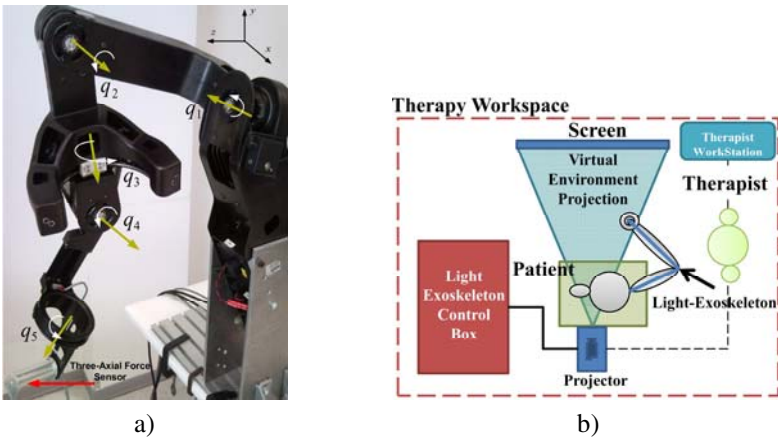 y
z
x
q2
q1
q3
q4
q5
Three-Axial Force
Sensor
a)
Therapy Workspace
Screen
Virtual
Environment
Projection
Therapist
WorkStation
Therapist
Patient
Light
Exoskeleton
Control
Box
Light-Exoskeleton
Projector
b)